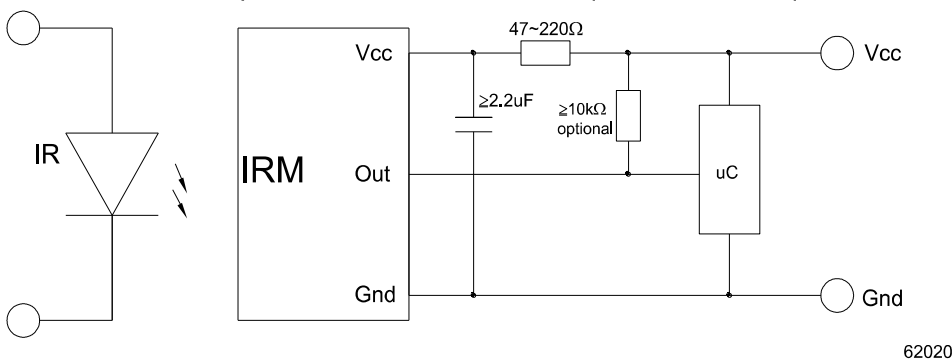 47~220Ω
Vcc
Vcc
≥2.2uF
≧10kΩ
optional
IR
IRM
Out
uC
Gnd
Gnd
62020